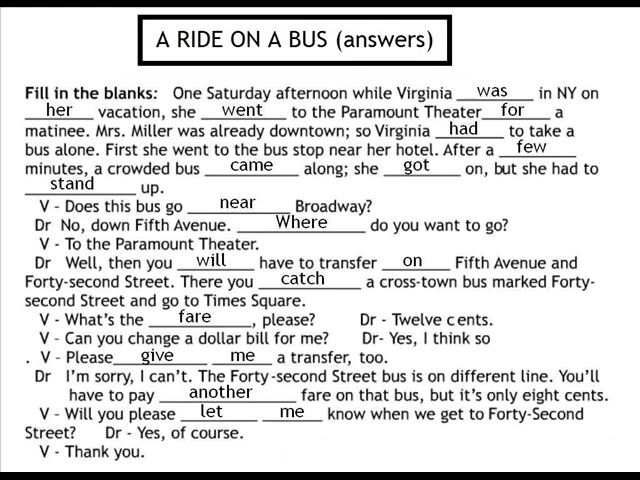 A RIDE ON A BUS (answers)
Fill in the blanks: One Saturday afternoon while Virginia was in NY on
her vacation, she went to the Paramount Theater for a
matinee. Mrs. Miller was already downtown; so Virginia had to take a
bus alone. First she went to the bus stop near her hotel. After a few
minutes, a crowded bus came along; she got on, but she had to
stand up.
V - Does this bus go near Broadway?
Dr No, down Fifth Avenue. Where do you want to go?
V - To the Paramount Theater.
Dr Well, then you will have to transfer on Fifth Avenue and
Forty-second Street. There you catch a cross-town bus marked Forty-
second Street and go to Times Square.
V - What's the fare, please? Dr - Twelve cents.
V - Can you change a dollar bill for me? Dr- Yes, I think so
. V - Please give me a transfer, too.
Dr I'm sorry, I can't. The Forty-second Street bus is on different line. You'll
have to pay another fare on that bus, but it's only eight cents.
V - Will you please let me know when we get to Forty-Second
Street? Dr - Yes, of course.
V - Thank you.